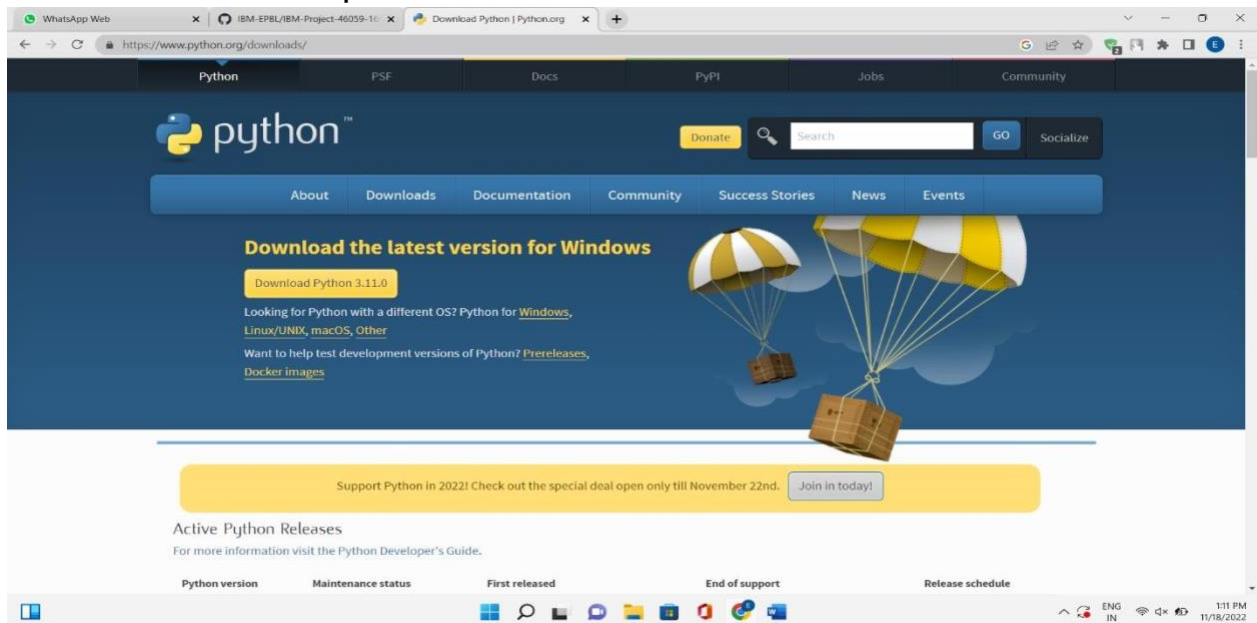 WhatsApp Web
IBM-EPBL/IBM-Project-46059-16
Download Python | Python.org
https://www.python.org/downloads/
Python PSF Docs PyPI Jobs Community
python™
Donate Search GO Socialize
About Downloads Documentation Community Success Stories News Events
Download the latest version for Windows
Download Python 3.11.0
Looking for Python with a different OS? Python for Windows,
Linux/UNIX, macOS, Other
Want to help test development versions of Python? Prereleases,
Docker images
Support Python in 2022! Check out the special deal open only till November 22nd. Join in today!
Active Python Releases
For more information visit the Python Developer's Guide.
Python version Maintenance status First released End of support Release schedule
ENG
IN
1:11 PM
11/18/2022